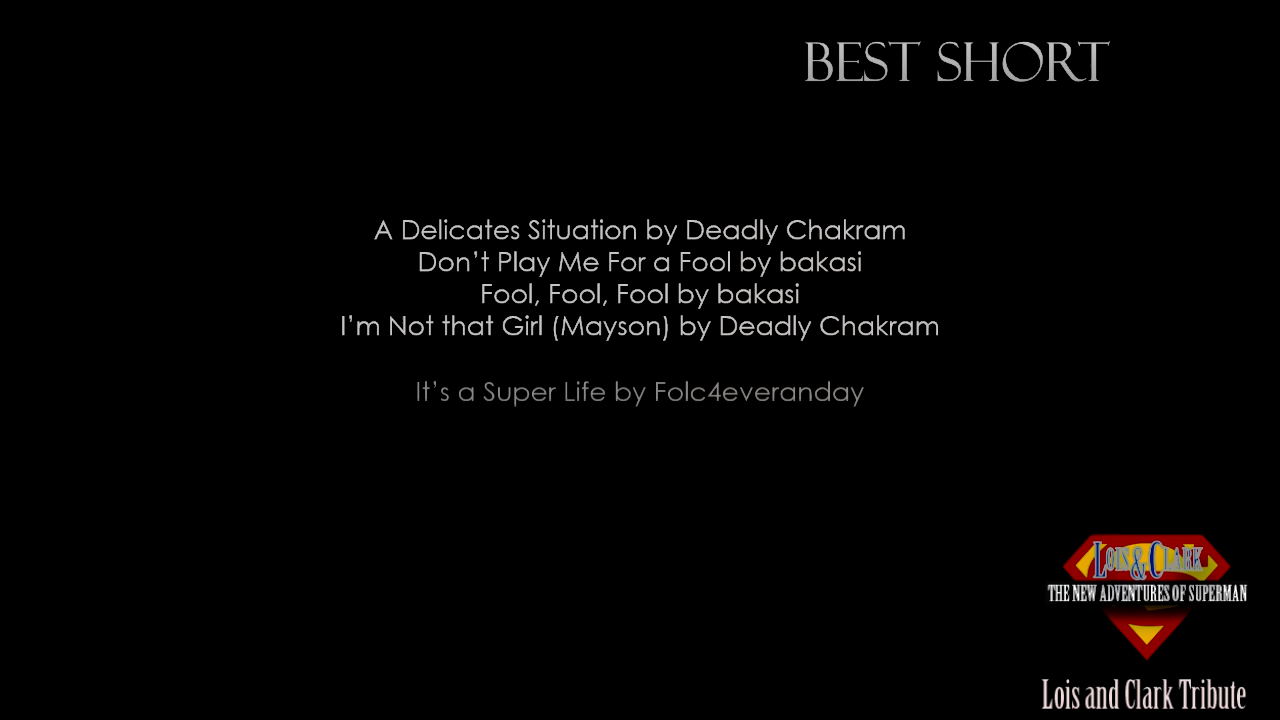 BEST SHORT
A Delicates Situation by Deadly Chakram
Don’t Play Me For a Fool by bakasi
Fool, Fool, Fool by bakasi
I’m Not that Girl (Mayson) by Deadly Chakram
It’s a Super Life by Folc4everanday
LOIS & CLARK
THE NEW ADVENTURES OF SUPERMAN
Lois and Clark Tribute